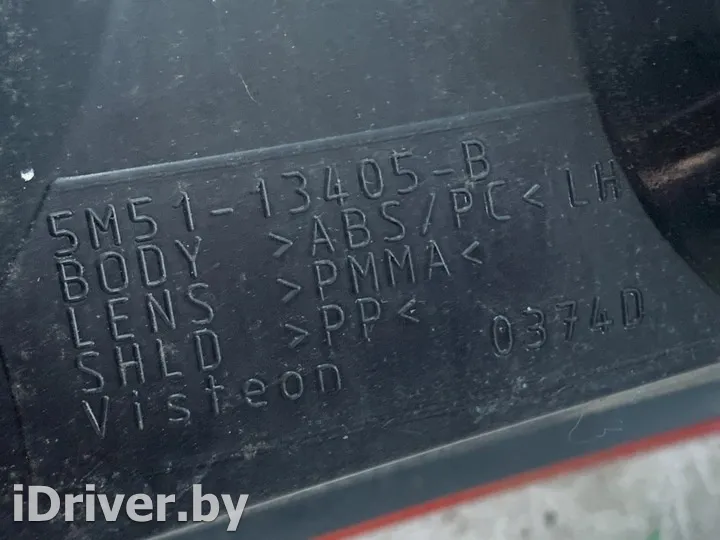 5M51-13405-B
BODY >ABS/PC< LH
LENS >PMMA<
SHLD >PP< 0374D
Visteon
iDriver.by